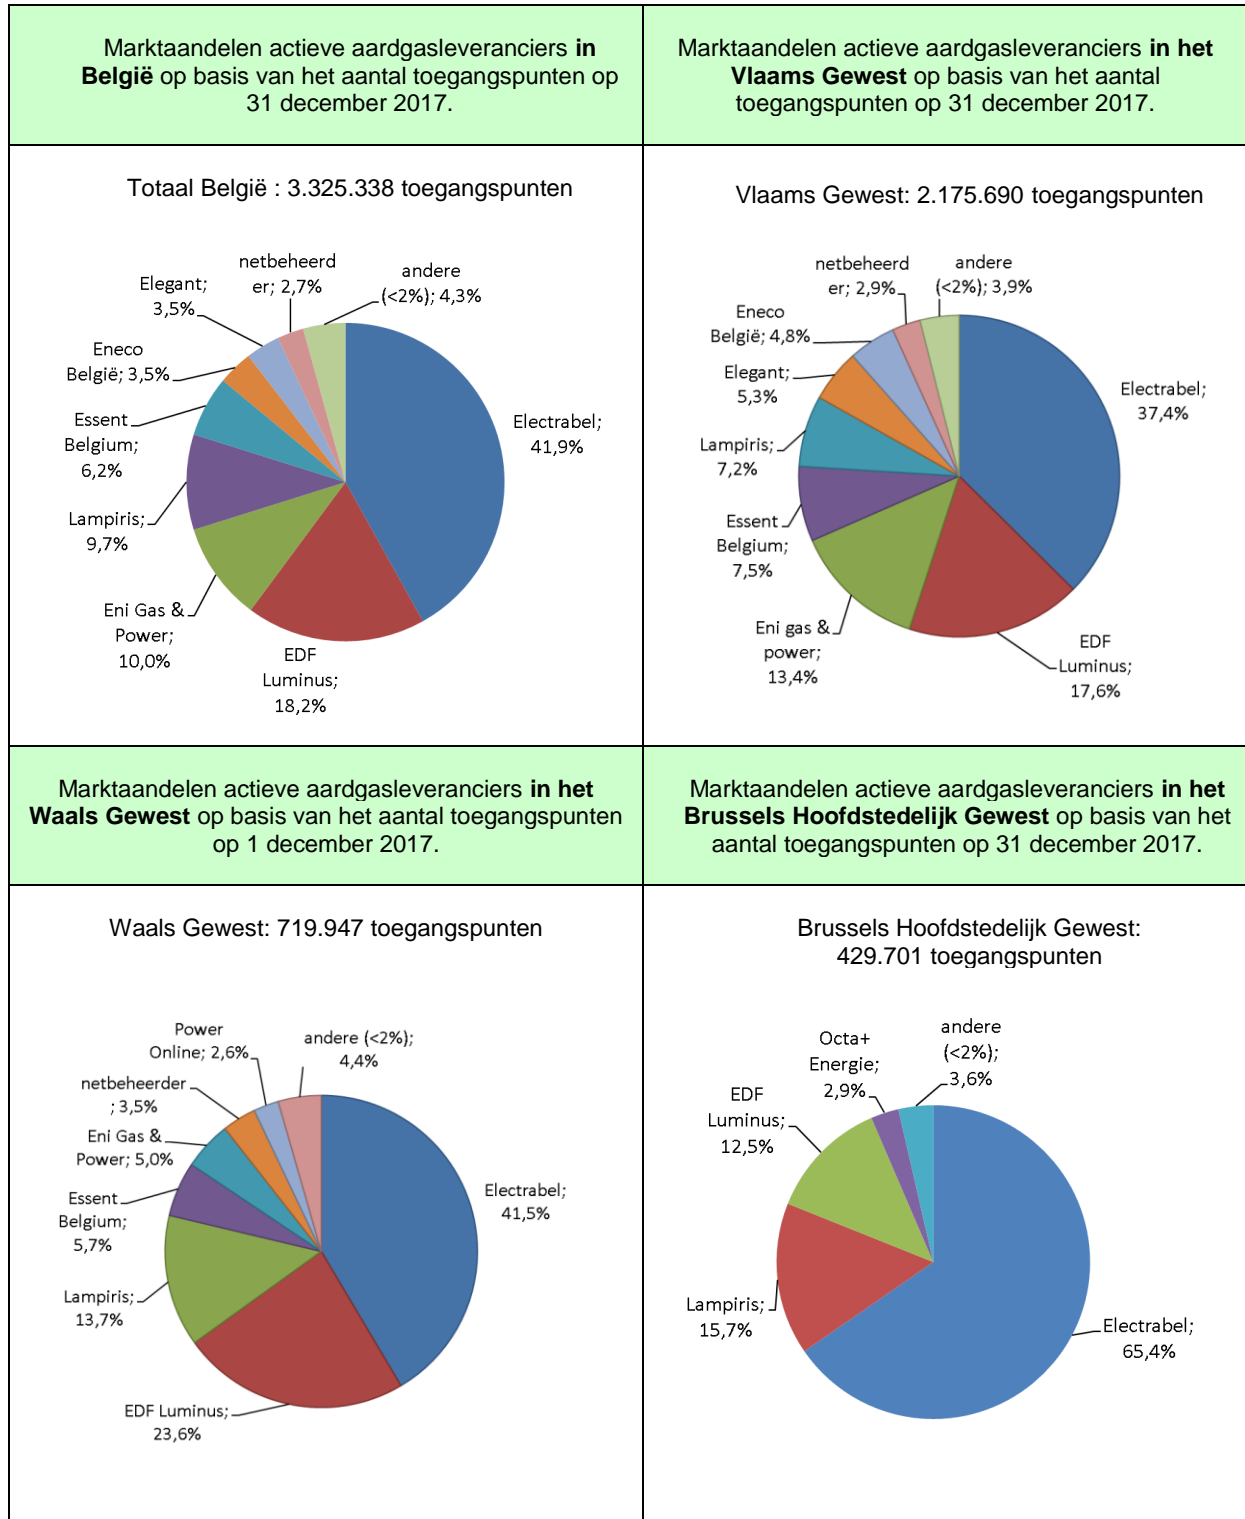 Marktaandelen actieve aardgasleveranciers in
België op basis van het aantal toegangspunten op
31 december 2017.
Marktaandelen actieve aardgasleveranciers in het
Vlaams Gewest op basis van het aantal
toegangspunten op 31 december 2017.
Totaal België : 3.325.338 toegangspunten
netbeheerd
er; 2,7%
andere
(<2%); 4,3%
Elegant;
3,5%
Eneco
België; 3,5%
Essent
Belgium;
6,2%
Lampiris;
9,7%
Eni Gas &
Power;
10,0%
EDF
Luminus;
18,2%
Electrabel;
41,9%
Vlaams Gewest: 2.175.690 toegangspunten
netbeheerd
er; 2,9%
andere
(<2%); 3,9%
Eneco
België; 4,8%
Elegant;
5,3%
Lampiris;
7,2%
Essent
Belgium;
7,5%
Eni gas &
power;
13,4%
EDF
Luminus;
17,6%
Electrabel;
37,4%
Marktaandelen actieve aardgasleveranciers in het
Waals Gewest op basis van het aantal toegangspunten
op 1 december 2017.
Marktaandelen actieve aardgasleveranciers in het
Brussels Hoofdstedelijk Gewest op basis van het
aantal toegangspunten op 31 december 2017.
Waals Gewest: 719.947 toegangspunten
Power
Online; 2,6%
andere (<2%);
4,4%
netbeheerder
; 3,5%
Eni Gas &
Power; 5,0%
Essent
Belgium;
5,7%
Lampiris;
13,7%
EDF Luminus;
23,6%
Electrabel;
41,5%
Brussels Hoofdstedelijk Gewest:
429.701 toegangspunten
Octa+
Energie;
2,9%
andere
(<2%);
3,6%
EDF
Luminus;
12,5%
Lampiris;
15,7%
Electrabel;
65,4%